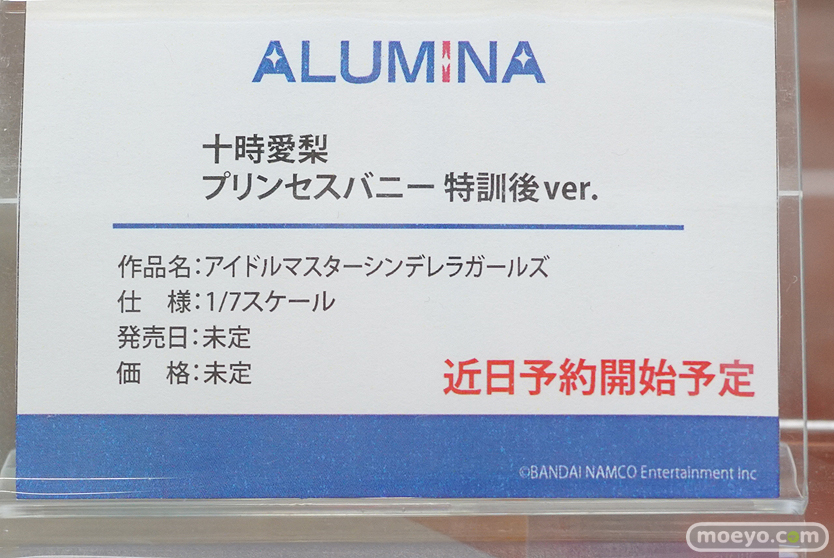 ALUMINA
十時愛梨
プリンセスバニー 特訓後ver.
作品名：アイドルマスターシンデレラガールズ
仕　様：1/7スケール
発売日：未定
価　格：未定
近日予約開始予定
©BANDAI NAMCO Entertainment Inc
moeyo.com